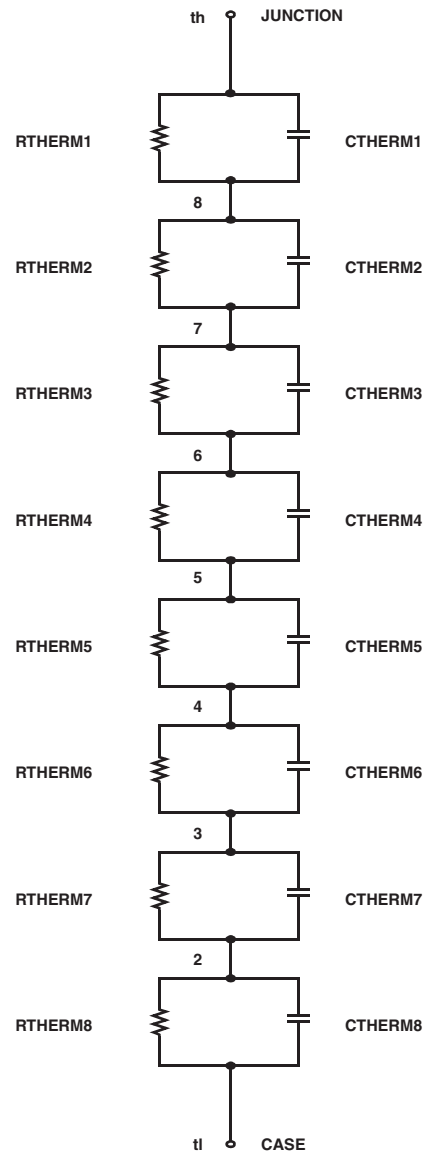 th JUNCTION
RTHERM1 CTHERM1
8
RTHERM2 CTHERM2
7
RTHERM3 CTHERM3
6
RTHERM4 CTHERM4
5
RTHERM5 CTHERM5
4
RTHERM6 CTHERM6
3
RTHERM7 CTHERM7
2
RTHERM8 CTHERM8
tl CASE